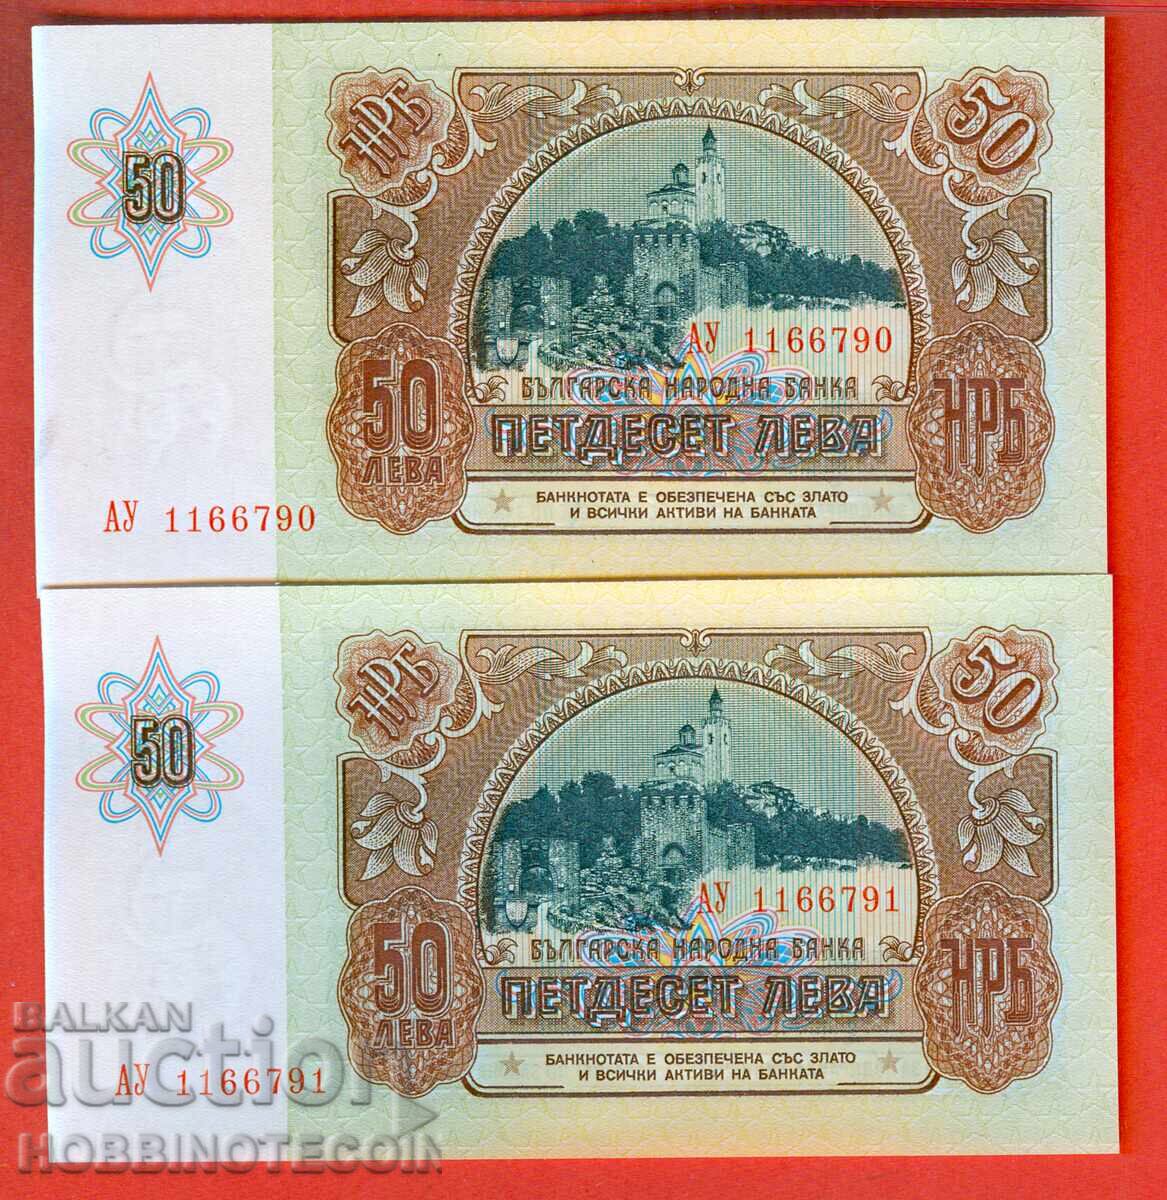 50
НРБ
50
АУ 1166790
БЪЛГАРСКА НАРОДНА БАНКА
50
ЛЕВА
ПЕТДЕСЕТ ЛЕВА
НРБ
БАНКНОТАТА Е ОБЕЗПЕЧЕНА СЪС ЗЛАТО
И ВСИЧКИ АКТИВИ НА БАНКАТА
АУ 1166790
50
НРБ
50
АУ 1166791
БЪЛГАРСКА НАРОДНА БАНКА
50
ЛЕВА
ПЕТДЕСЕТ ЛЕВА
НРБ
БАНКНОТАТА Е ОБЕЗПЕЧЕНА СЪС ЗЛАТО
И ВСИЧКИ АКТИВИ НА БАНКАТА
АУ 1166791
BALKAN
auction
HOBBINOTECOIN